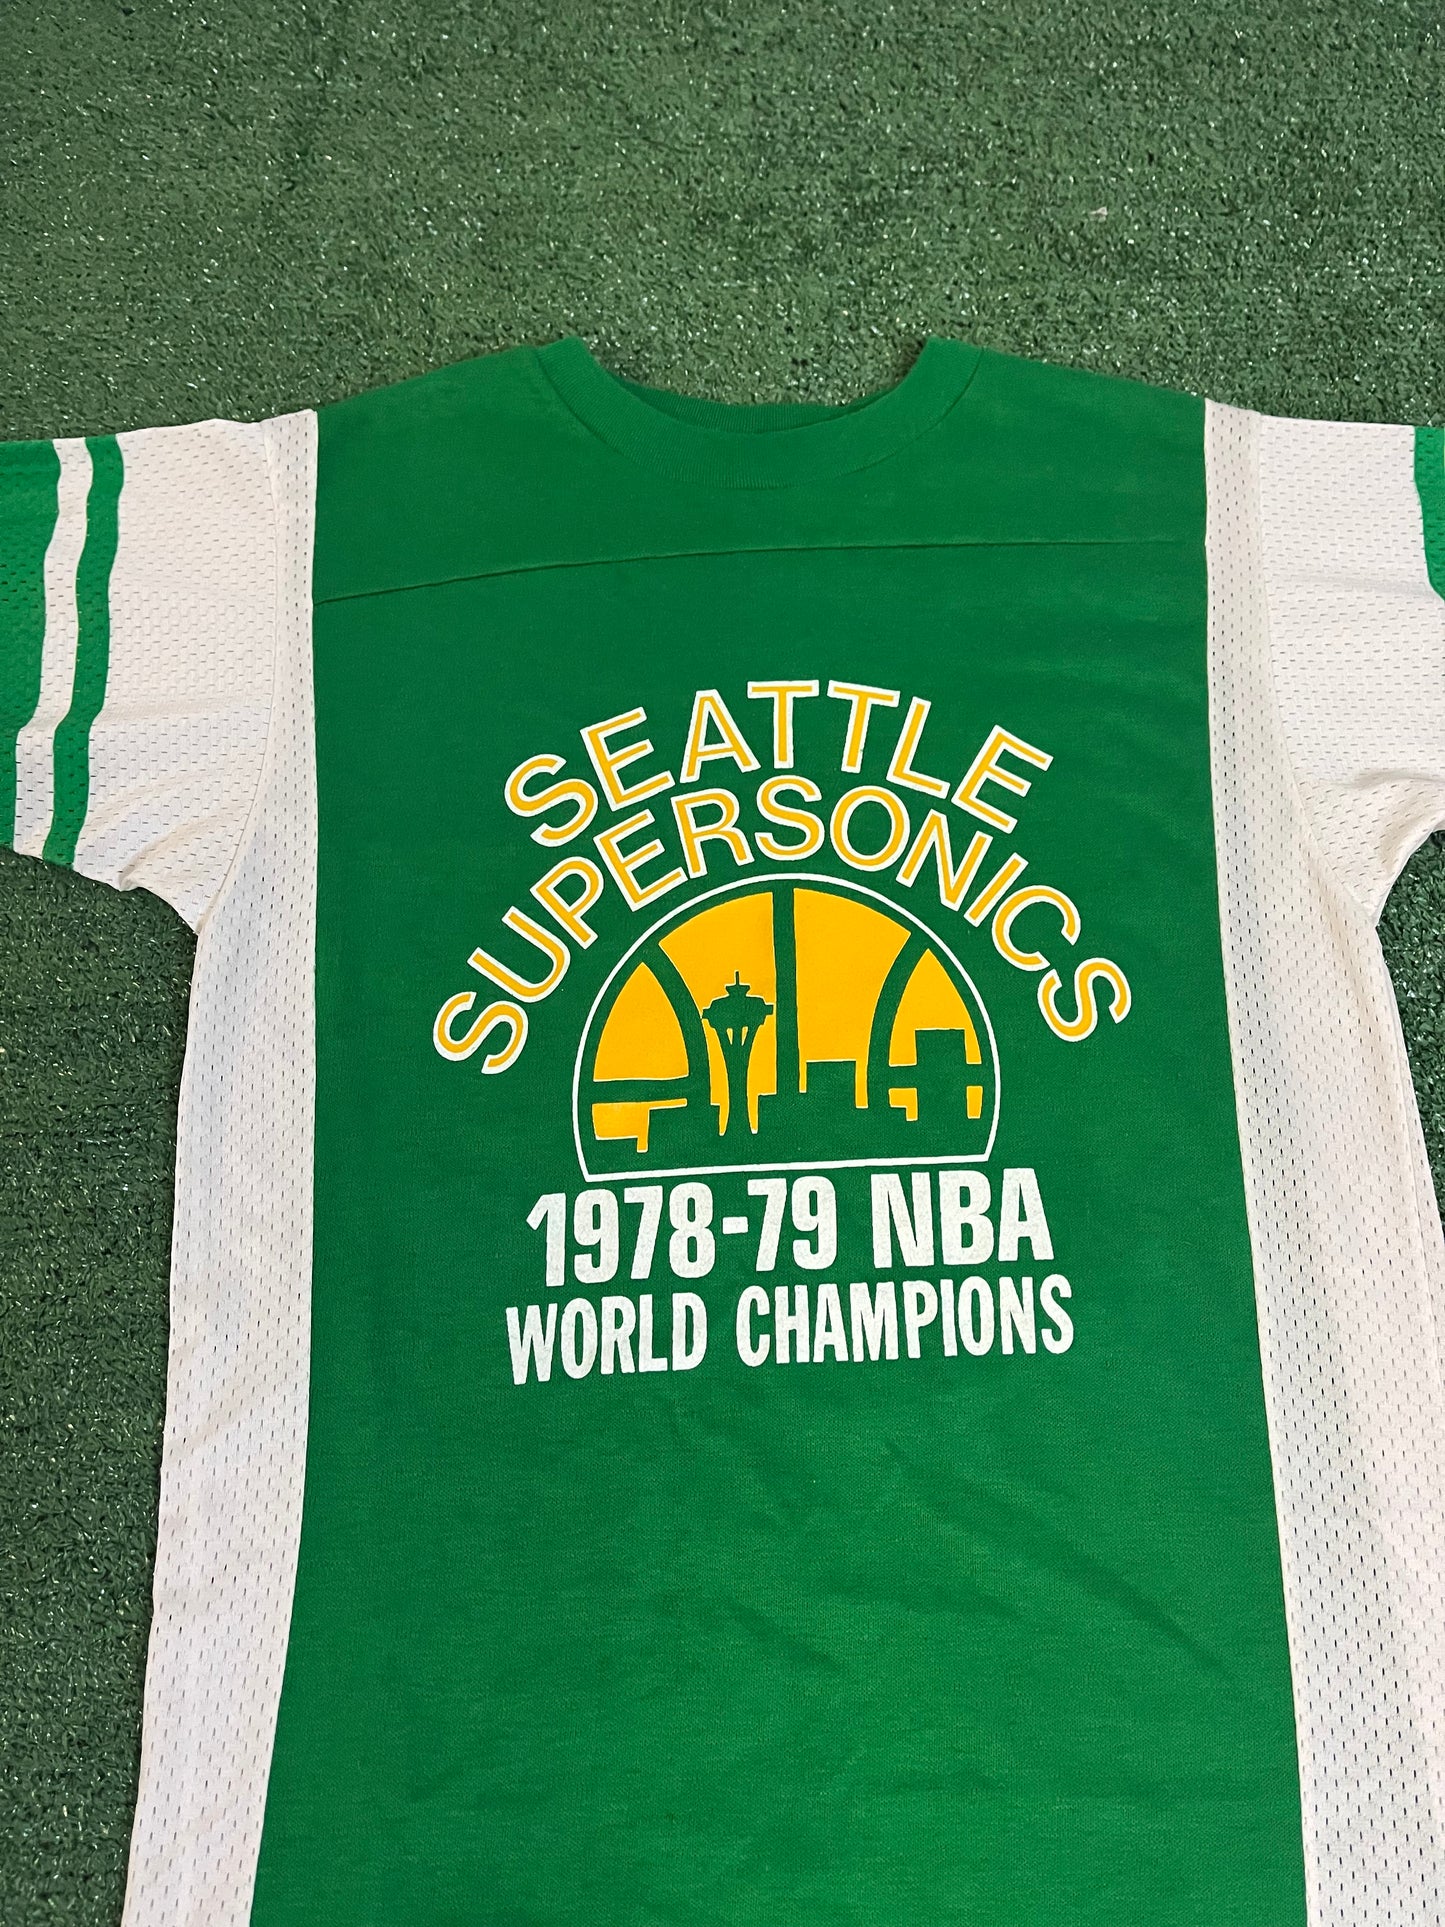 SEATTLE
SUPERSONICS
1978-79 NBA
WORLD CHAMPIONS